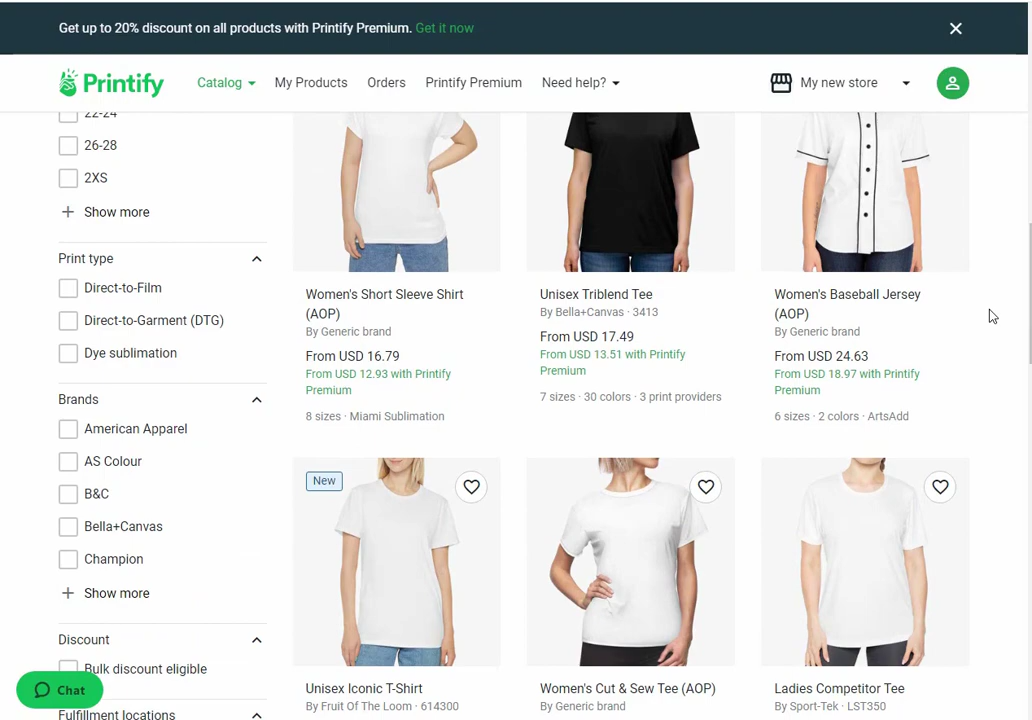 Get up to 20% discount on all products with Printify Premium. Get it now
Printify
Catalog
My Products
Orders
Printify Premium
Need help?
My new store
22-24
26-28
2XS
Show more
Print type
Direct-to-Film
Direct-to-Garment (DTG)
Dye sublimation
Brands
American Apparel
AS Colour
B&C
Bella+Canvas
Champion
Show more
Discount
Bulk discount eligible
Fulfillment locations
Chat
Women's Short Sleeve Shirt
(AOP)
By Generic brand
From USD 16.79
From USD 12.93 with Printify
Premium
8 sizes · Miami Sublimation
Unisex Triblend Tee
By Bella+Canvas · 3413
From USD 17.49
From USD 13.51 with Printify
Premium
7 sizes · 30 colors · 3 print providers
Women's Baseball Jersey
(AOP)
By Generic brand
From USD 24.63
From USD 18.97 with Printify
Premium
6 sizes · 2 colors · ArtsAdd
New
Unisex Iconic T-Shirt
By Fruit Of The Loom · 614300
Women's Cut & Sew Tee (AOP)
By Generic brand
Ladies Competitor Tee
By Sport-Tek · LST350